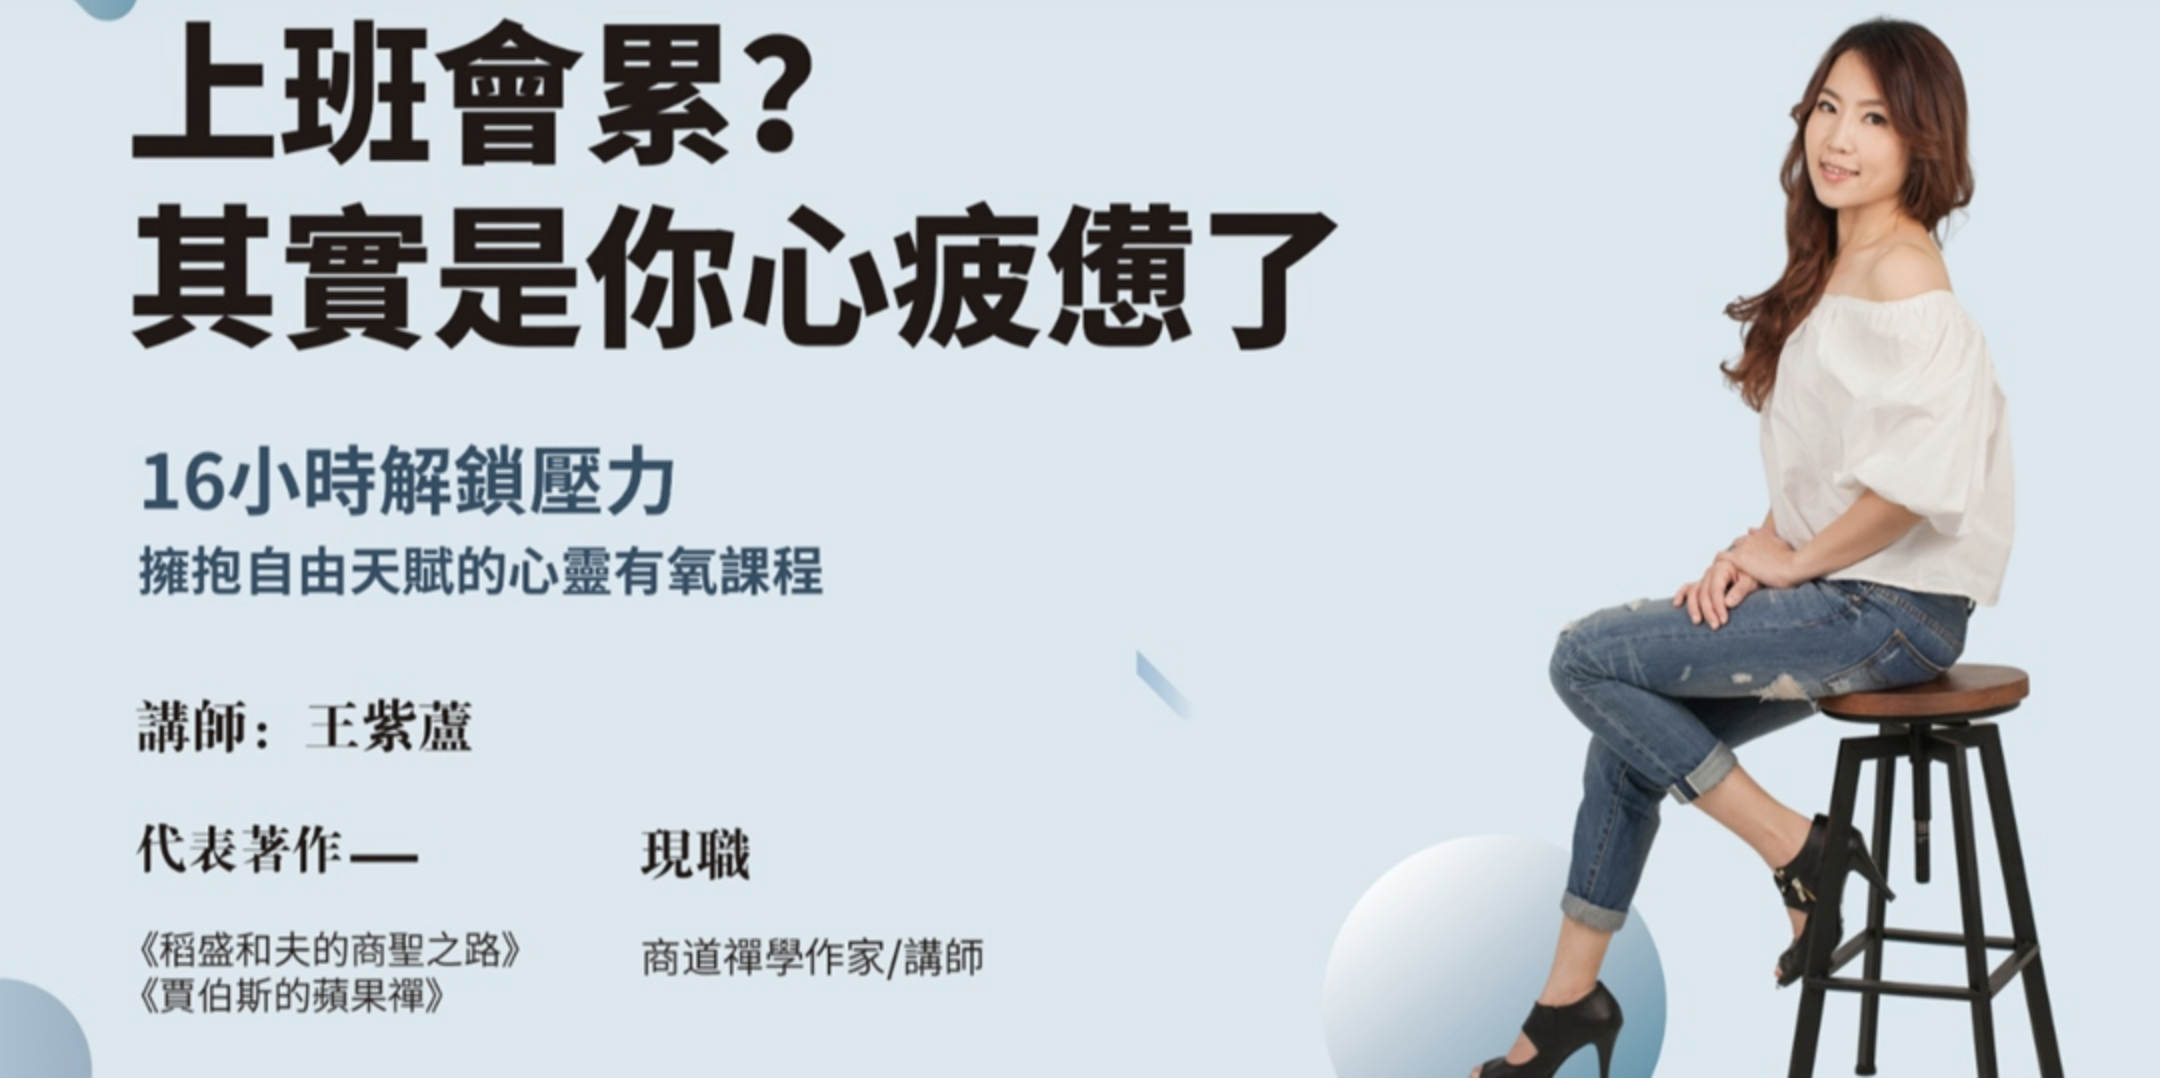 上班會累？
其實是你心疲憊了
16小時解鎖壓力
擁抱自由天賦的心靈有氧課程
講師：王紫蘆
代表著作—
《稻盛和夫的商聖之路》
《賈伯斯的蘋果禪》
現職
商道禪學作家/講師